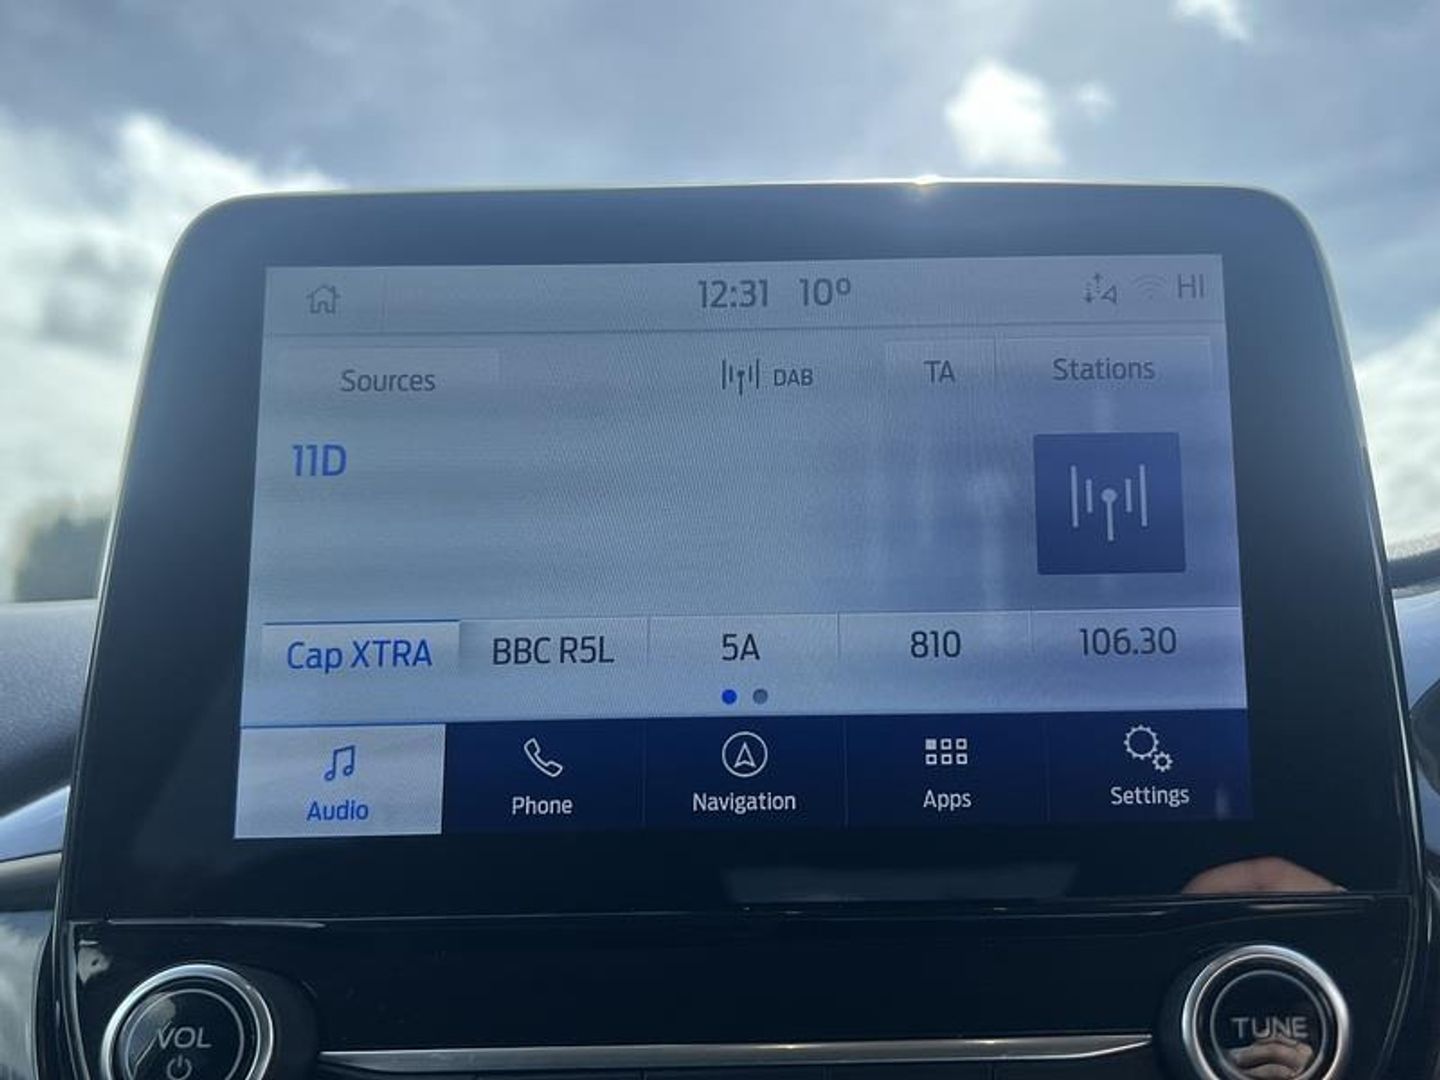 12:31 10° HI
Sources DAB TA Stations
11D
Cap XTRA BBC R5L 5A 810 106.30
Audio Phone Navigation Apps Settings
VOL TUNE